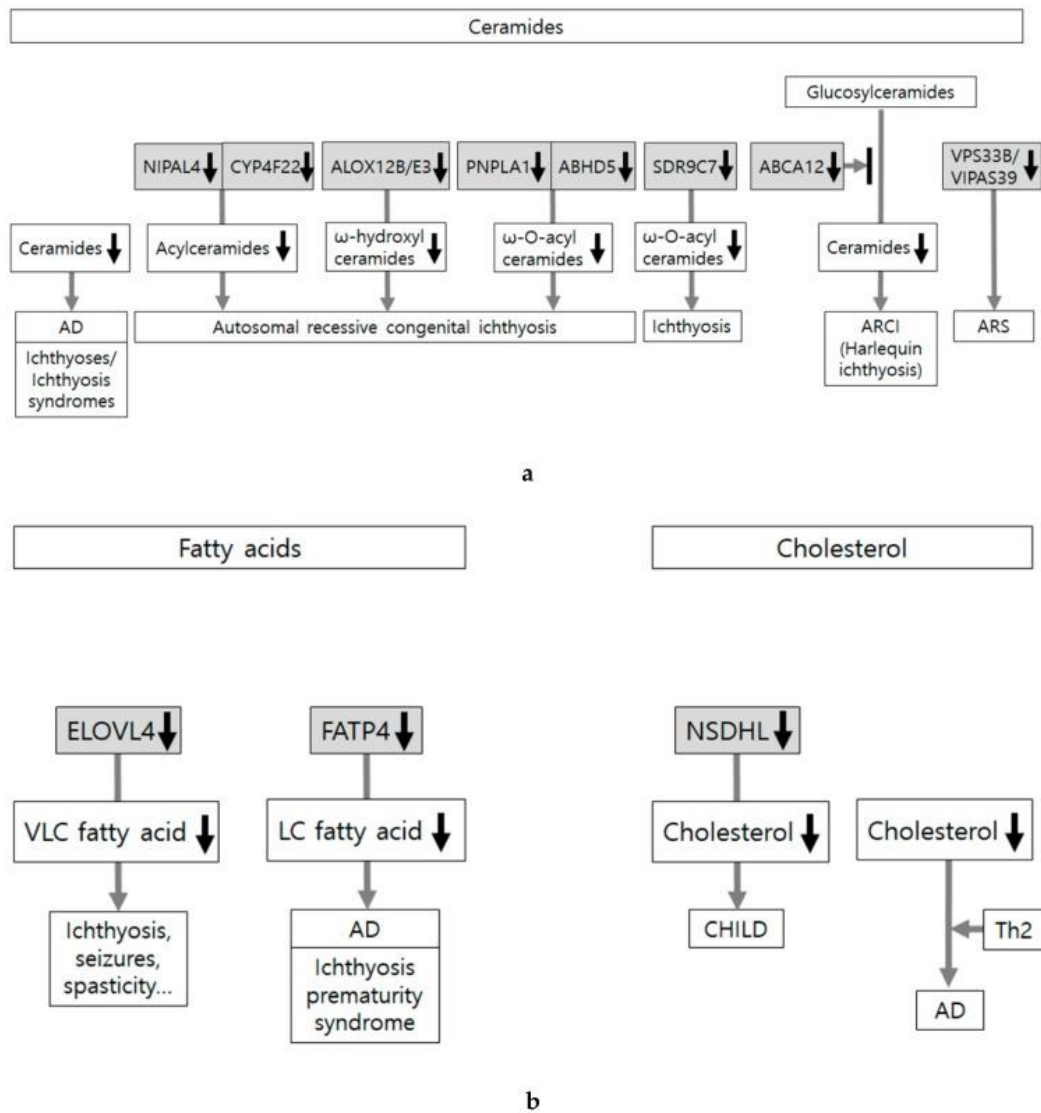 Ceramides
Glucosylceramides
NIPAL4
CYP4F22
ALOX12B/E3
PNPLA1
ABHD5
SDR9C7
ABCA12
VPS33B/
VIPAS39
Ceramides
Acylceramides
ω-hydroxyl
ceramides
ω-O-acyl
ceramides
ω-O-acyl
ceramides
Ceramides
AD
Ichthyoses/
Ichthyosis
syndromes
Autosomal recessive congenital ichthyosis
Ichthyosis
ARCI
(Harlequin
ichthyosis)
ARS
a
Fatty acids
Cholesterol
ELOVL4
FATP4
NSDHL
VLC fatty acid
LC fatty acid
Cholesterol
Cholesterol
Ichthyosis,
seizures,
spasticity...
AD
Ichthyosis
prematurity
syndrome
CHILD
Th2
AD
b